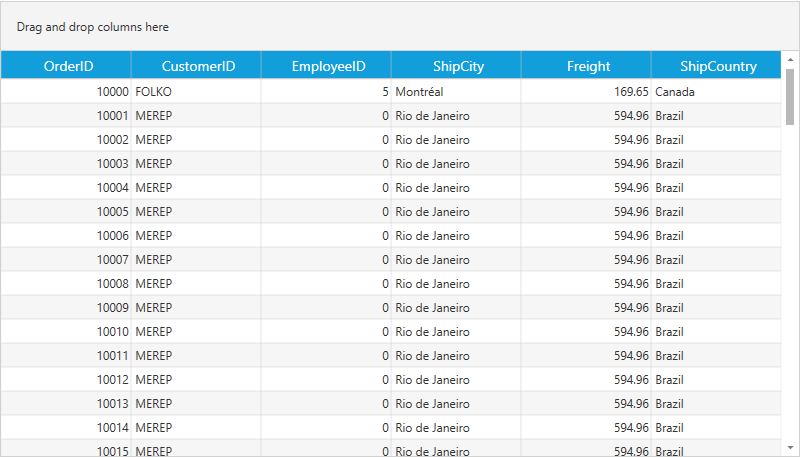 Drag and drop columns here
OrderID CustomerID EmployeeID ShipCity Freight ShipCountry
10000 FOLKO 5 Montréal 169.65 Canada
10001 MEREP 0 Rio de Janeiro 594.96 Brazil
10002 MEREP 0 Rio de Janeiro 594.96 Brazil
10003 MEREP 0 Rio de Janeiro 594.96 Brazil
10004 MEREP 0 Rio de Janeiro 594.96 Brazil
10005 MEREP 0 Rio de Janeiro 594.96 Brazil
10006 MEREP 0 Rio de Janeiro 594.96 Brazil
10007 MEREP 0 Rio de Janeiro 594.96 Brazil
10008 MEREP 0 Rio de Janeiro 594.96 Brazil
10009 MEREP 0 Rio de Janeiro 594.96 Brazil
10010 MEREP 0 Rio de Janeiro 594.96 Brazil
10011 MEREP 0 Rio de Janeiro 594.96 Brazil
10012 MEREP 0 Rio de Janeiro 594.96 Brazil
10013 MEREP 0 Rio de Janeiro 594.96 Brazil
10014 MEREP 0 Rio de Janeiro 594.96 Brazil
10015 MEREP 0 Rio de Janeiro 594.96 Brazil